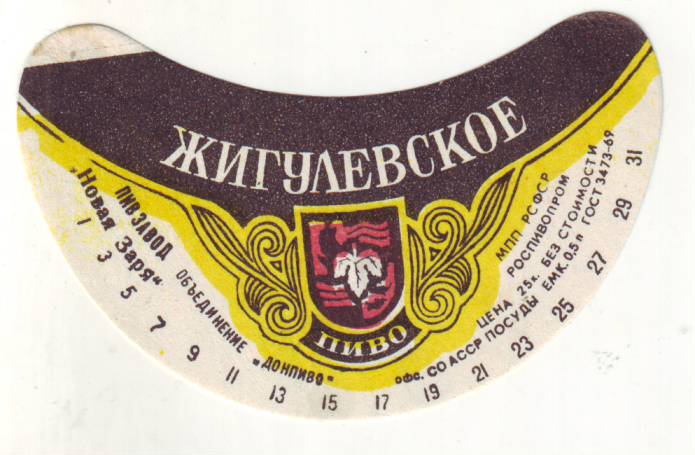 ЖИГУЛЕВСКОЕ
ПИВО
ПИВЗАВОД
„Новая Заря“
ОБЪЕДИНЕНИЕ „ДОНПИВО“
МПП РСФСР
РОСПИВОПРОМ
ЦЕНА 25к. БЕЗ СТОИМОСТИ
ПОСУДЫ ЕМК. 0,5 л ГОСТ 3473-69
офс. СО АССР
1 3 5 7 9 11 13 15 17 19 21 23 25 27 29 31